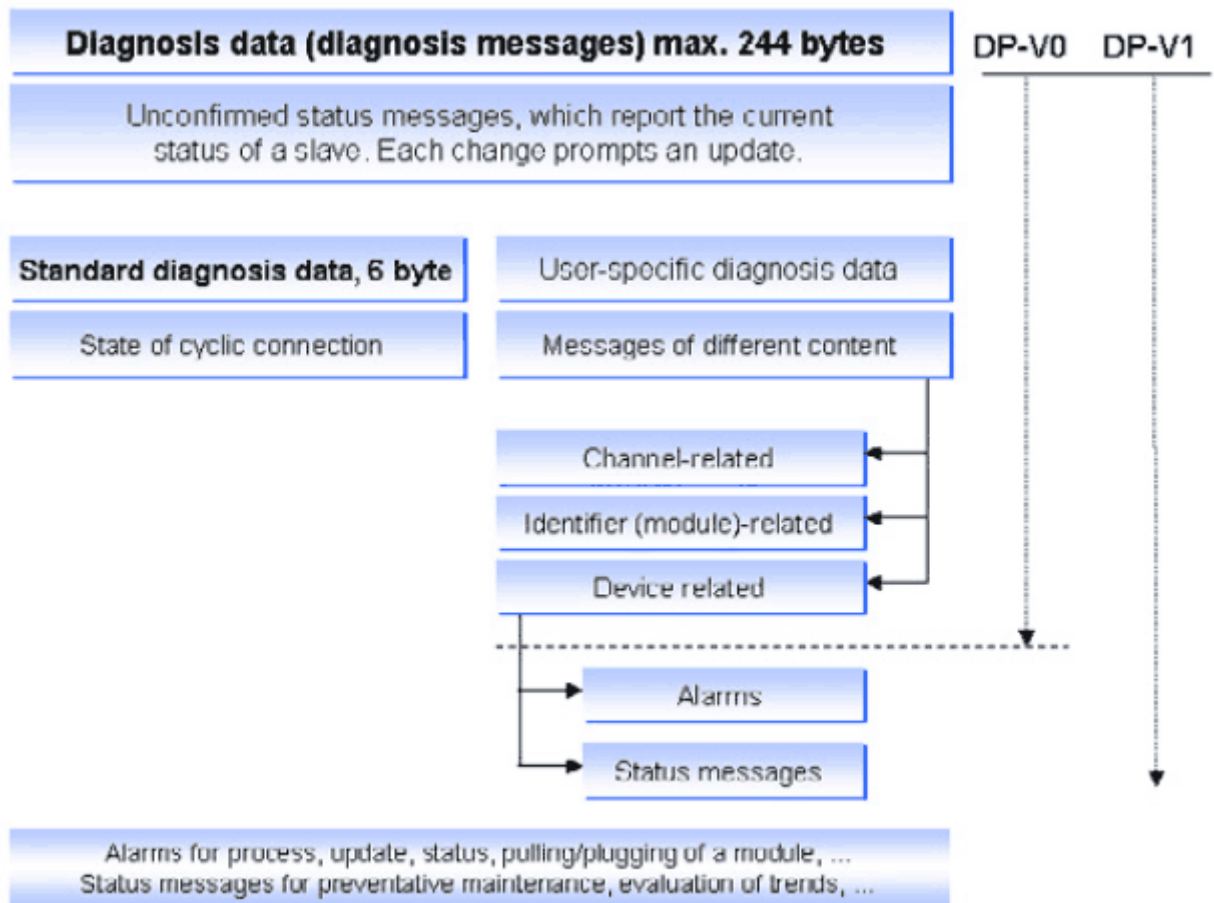 Diagnosis data (diagnosis messages) max. 244 bytes
DP-V0 DP-V1
Unconfirmed status messages, which report the current
status of a slave. Each change prompts an update.
Standard diagnosis data, 6 byte
User-specific diagnosis data
State of cyclic connection
Messages of different content
Channel-related
Identifier (module)-related
Device related
Alarms
Status messages
Alarms for process, update, status, pulling/plugging of a module, ...
Status messages for preventative maintenance, evaluation of trends, ...